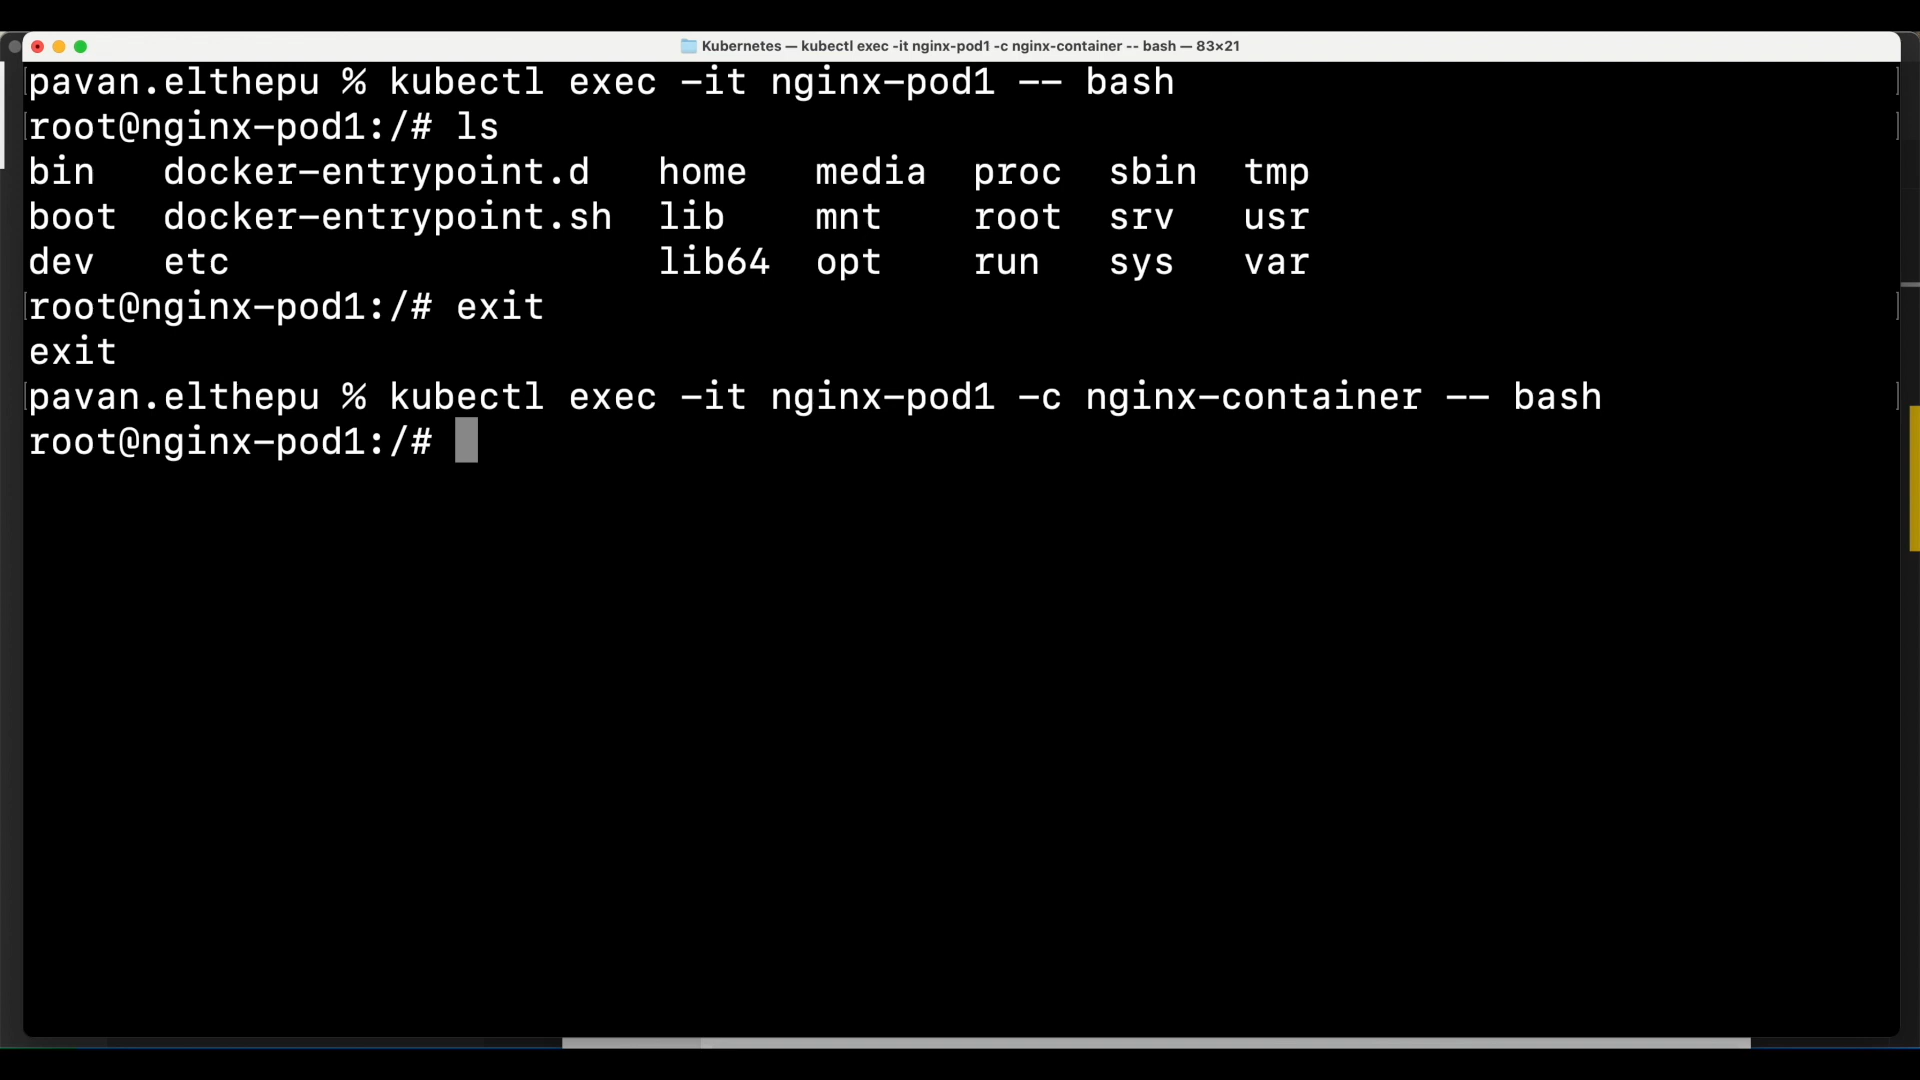 Kubernetes — kubectl exec -it nginx-pod1 -c nginx-container -- bash — 83×21
pavan.elthepu % kubectl exec -it nginx-pod1 -- bash
root@nginx-pod1:/# ls
bin   docker-entrypoint.d   home   media  proc  sbin  tmp
boot  docker-entrypoint.sh  lib    mnt    root  srv   usr
dev   etc                   lib64  opt    run   sys   var
root@nginx-pod1:/# exit
exit
pavan.elthepu % kubectl exec -it nginx-pod1 -c nginx-container -- bash
root@nginx-pod1:/#